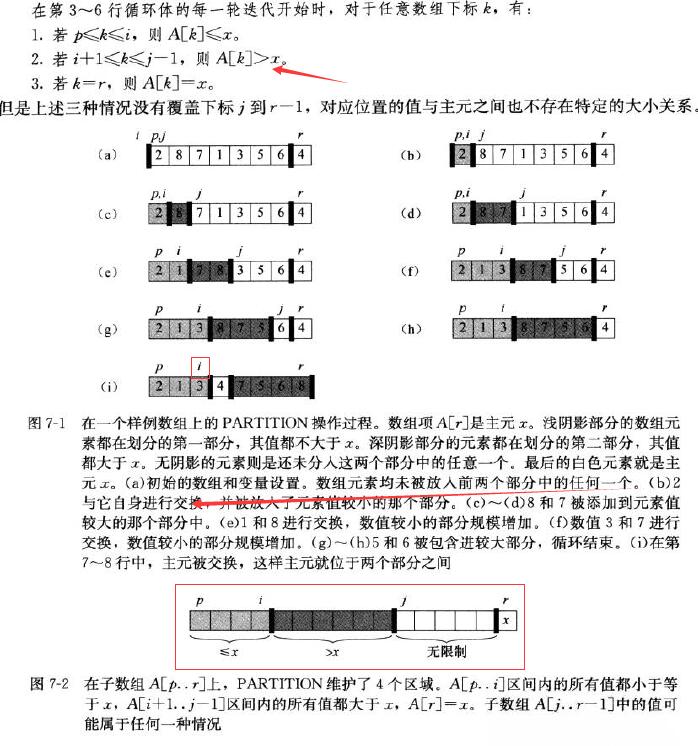 在第3～6行循环体的每一轮迭代开始时，对于任意数组下标k，有：
1. 若 p≤k≤i，则 A[k]≤x。
2. 若 i+1≤k≤j-1，则 A[k]>x。
3. 若 k=r，则 A[k]=x。
但是上述三种情况没有覆盖下标 j 到 r-1，对应位置的值与主元之间也不存在特定的大小关系。
i p,j r
(a) 2 8 7 1 3 5 6 4
p,i j r
(b) 2 8 7 1 3 5 6 4
p,i j r
(c) 2 8 7 1 3 5 6 4
p,i j r
(d) 2 8 7 1 3 5 6 4
p i j r
(e) 2 1 7 8 3 5 6 4
p i j r
(f) 2 1 3 8 7 5 6 4
p i j r
(g) 2 1 3 8 7 5 6 4
p i r
(h) 2 1 3 8 7 5 6 4
p i r
(i) 2 1 3 4 7 5 6 8
图 7-1 在一个样例数组上的 PARTITION 操作过程。数组项 A[r]是主元 x。浅阴影部分的数组元
素都在划分的第一部分，其值都不大于 x。深阴影部分的元素都在划分的第二部分，其值
都大于 x。无阴影的元素则是还未分入这两个部分中的任意一个。最后的白色元素就是主
元 x。(a)初始的数组和变量设置。数组元素均未被放入前两个部分中的任何一个。(b)2
与它自身进行交换，并被放入了元素值较小的那个部分。(c)～(d)8 和 7 被添加到元素值
较大的那个部分中。(e)1 和 8 进行交换，数值较小的部分规模增加。(f)数值 3 和 7 进行
交换，数值较小的部分规模增加。(g)～(h)5 和 6 被包含进较大部分，循环结束。(i)在第
7～8 行中，主元被交换，这样主元就位于两个部分之间
p i j r
x
≤x >x 无限制
图 7-2 在子数组 A[p..r]上，PARTITION 维护了 4 个区域。A[p..i]区间内的所有值都小于等
于 x，A[i+1..j-1]区间内的所有值都大于 x，A[r]=x。子数组 A[j..r-1]中的值可
能属于任何一种情况